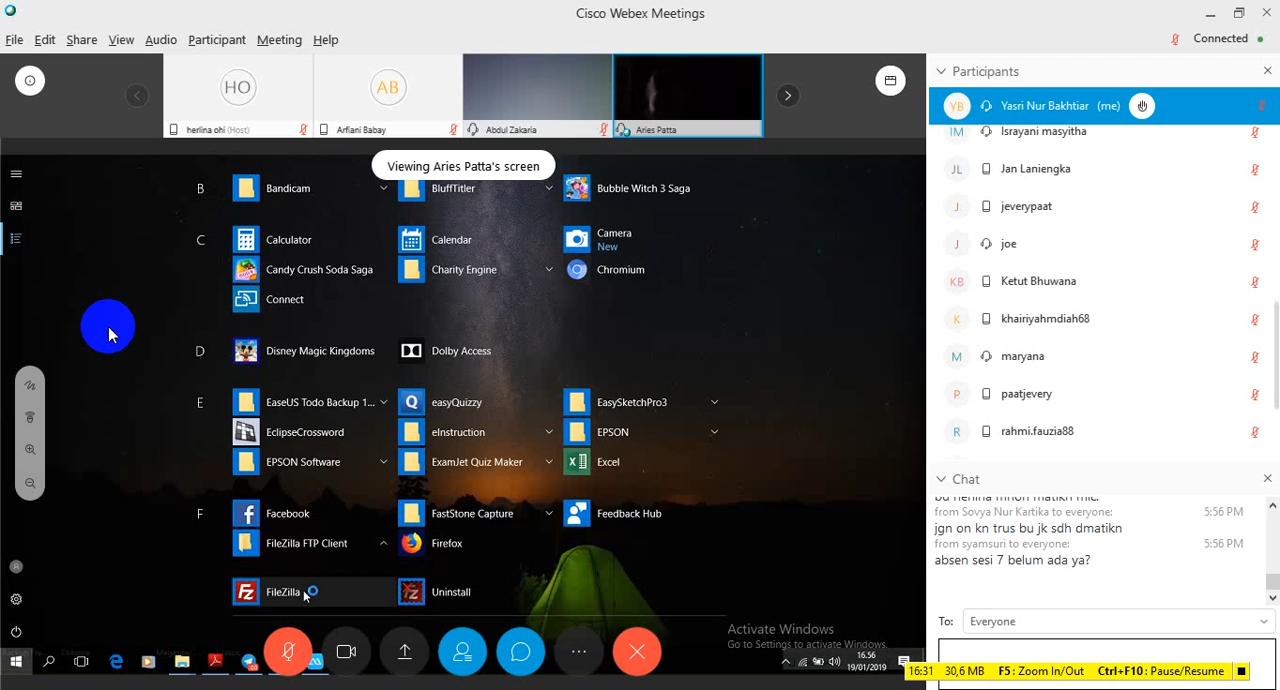 Cisco Webex Meetings
File Edit Share View Audio Participant Meeting Help
Connected
HO
AB
herlina ohi (Host)
Arfiani Babay
Abdul Zakaria
Aries Patta
Viewing Aries Patta's screen
B Bandicam BluffTitler Bubble Witch 3 Saga
C Calculator Calendar Camera
New
Candy Crush Soda Saga Charity Engine Chromium
Connect
D Disney Magic Kingdoms Dolby Access
E EaseUS Todo Backup 1... easyQuizzy EasySketchPro3
EclipseCrossword eInstruction EPSON
EPSON Software ExamJet Quiz Maker Excel
F Facebook FastStone Capture Feedback Hub
FileZilla FTP Client Firefox
FileZilla Uninstall
Activate Windows
Go to Settings to activate Windows.
16.56
19/01/2019
Participants
YB Yasri Nur Bakhtiar (me)
IM Israyani masyitha
JL Jan Laniengka
J jeverypaat
J joe
KB Ketut Bhuwana
K khairiyahmdiah68
M maryana
P paatjevery
R rahmi.fauzia88
Chat
bu herlina mhon matikn mic.
from Sovya Nur Kartika to everyone: 5:56 PM
jgn on kn trus bu jk sdh dmatikn
from syamsuri to everyone: 5:56 PM
absen sesi 7 belum ada ya?
To: Everyone
16:31 30,6 MB F5: Zoom In/Out Ctrl+F10: Pause/Resume